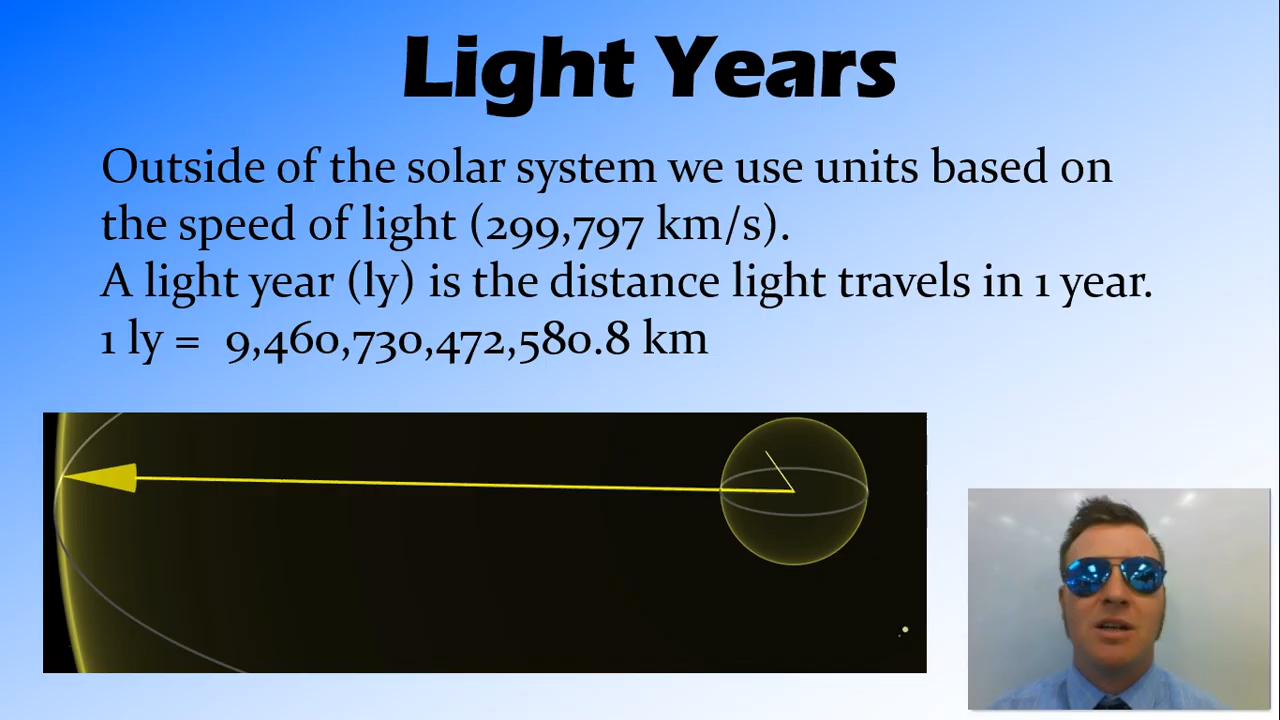 Light Years
Outside of the solar system we use units based on
the speed of light (299,797 km/s).
A light year (ly) is the distance light travels in 1 year.
1 ly = 9,460,730,472,580.8 km